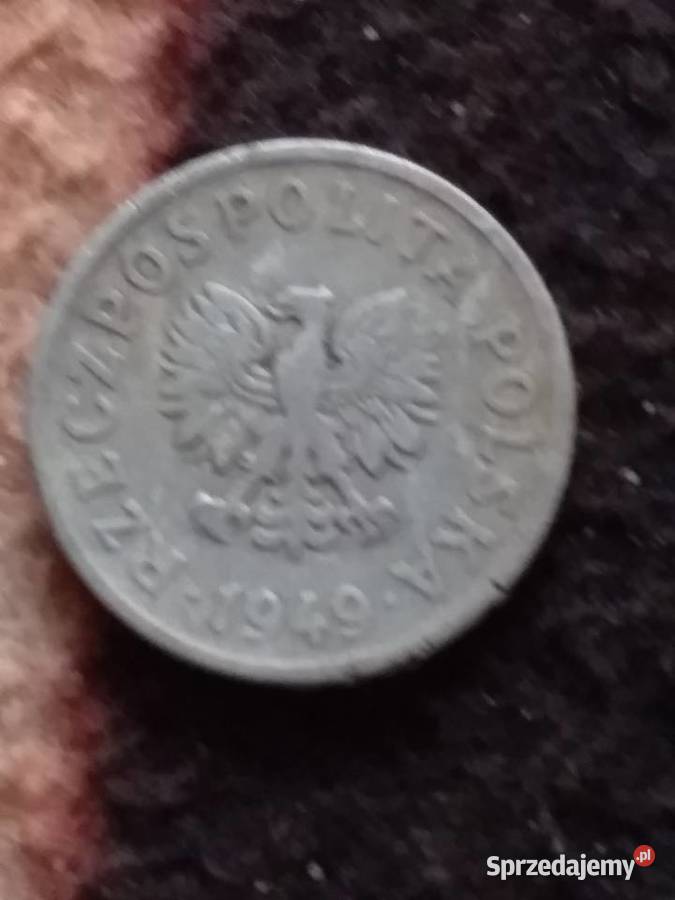 RZECZPOSPOLITA POLSKA
· 1949 ·
Sprzedajemy.pl